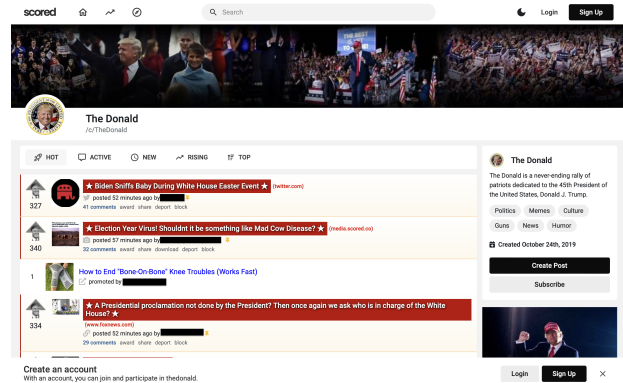 scored
Search
Login
Sign Up
The Donald
/c/TheDonald
HOT
ACTIVE
NEW
RISING
TOP
327
★ Biden Sniffs Baby During White House Easter Event ★ (twitter.com)
posted 52 minutes ago by
41 comments award share deport block
340
★ Election Year Virus! Shouldnt it be something like Mad Cow Disease? ★ (media.scored.co)
posted 57 minutes ago by
32 comments award share download deport block
1
How to End "Bone-On-Bone" Knee Troubles (Works Fast)
promoted by
334
★ A Presidential proclamation not done by the President? Then once again we ask who is in charge of the White
House? ★
(www.foxnews.com)
posted 52 minutes ago by
29 comments award share deport block
The Donald
The Donald is a never-ending rally of
patriots dedicated to the 45th President of
the United States, Donald J. Trump.
Politics
Memes
Culture
Guns
News
Humor
Created October 24th, 2019
Create Post
Subscribe
Create an account
With an account, you can join and participate in thedonald.
Login
Sign Up